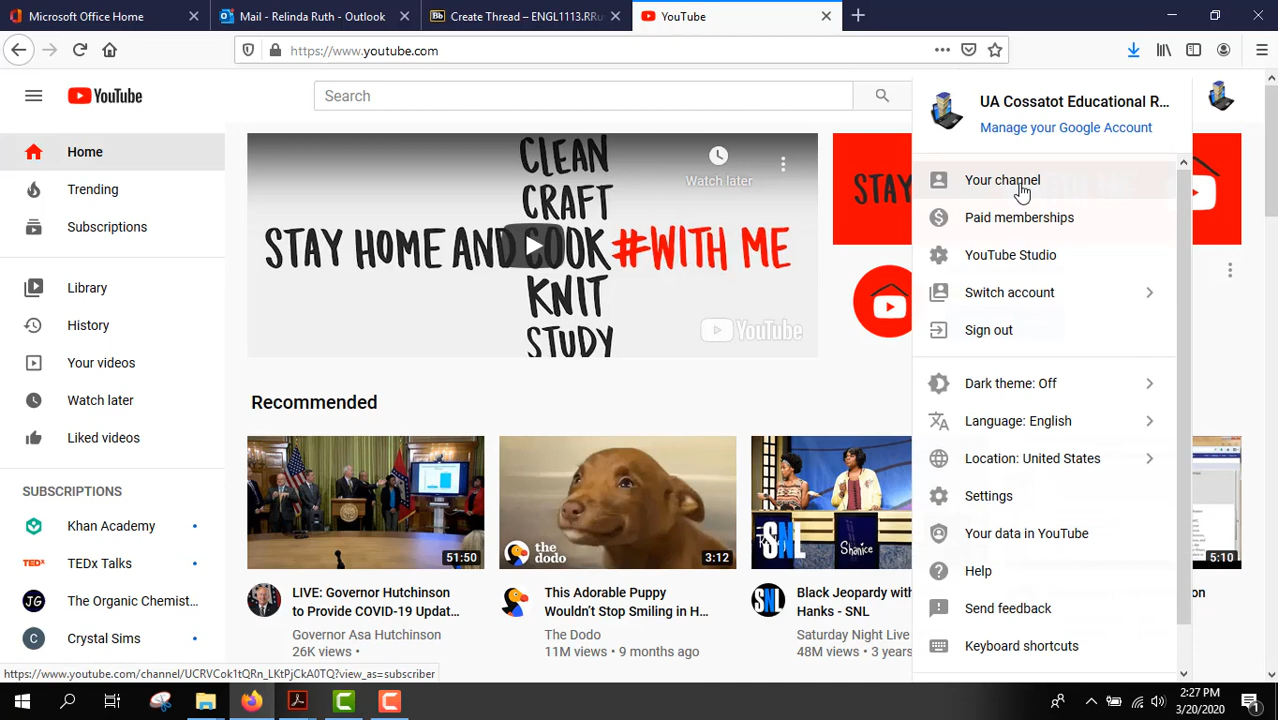 Microsoft Office Home
Mail - Relinda Ruth - Outlook
Create Thread – ENGL1113.RRu
YouTube
https://www.youtube.com
YouTube
Search
UA Cossatot Educational R...
Manage your Google Account
Home
Trending
Subscriptions
Library
History
Your videos
Watch later
Liked videos
SUBSCRIPTIONS
Khan Academy
TEDx Talks
The Organic Chemist...
Crystal Sims
CLEAN
CRAFT
STAY HOME AND COOK #WITH ME
KNIT
STUDY
Watch later
YouTube
STAY
Your channel
Paid memberships
YouTube Studio
Switch account
Sign out
Dark theme: Off
Language: English
Location: United States
Settings
Your data in YouTube
Help
Send feedback
Keyboard shortcuts
Recommended
51:50
the dodo
3:12
SNL
Shanice
5:10
LIVE: Governor Hutchinson
to Provide COVID-19 Updat...
Governor Asa Hutchinson
26K views •
This Adorable Puppy
Wouldn't Stop Smiling in H...
The Dodo
11M views • 9 months ago
SNL
Black Jeopardy with
Hanks - SNL
Saturday Night Live
48M views • 3 years
https://www.youtube.com/channel/UCRVCok1tQRn_LKtPjCkA0TQ?view_as=subscriber
2:27 PM
3/20/2020